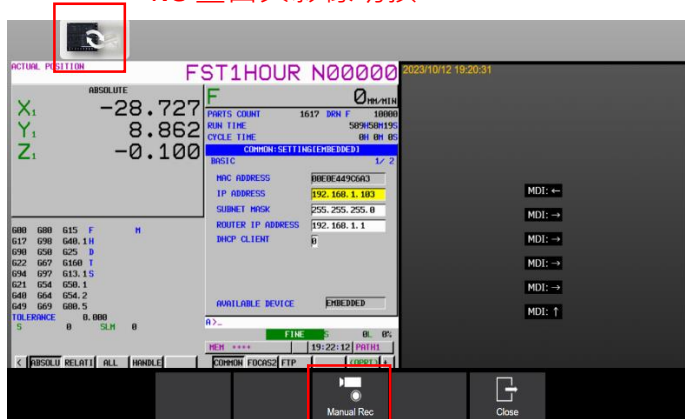 ACTUAL POSITION
FST1HOUR N00000
ABSOLUTE
X1 -28.727
Y1 8.862
Z1 -0.100
G00 G80 G15 F M
G17 G98 G40.1 H
G90 G50 G25 D
G22 G67 G160 T
G94 G97 G13.1 S
G21 G54 G50.1
G40 G64 G54.2
G49 G69 G80.5
TOLERANCE 0.000
S 0 SLM 0
< ABSOLU RELATI ALL HANDLE
F 0 MM/MIN
PARTS COUNT 1617 DRN F 10000
RUN TIME 509H50M19S
CYCLE TIME 0H 0M 0S
COMMON:SETTING[EMBEDDED]
BASIC 1/ 2
MAC ADDRESS 00E0E449C6A3
IP ADDRESS 192.168.1.103
SUBNET MASK 255.255.255.0
ROUTER IP ADDRESS 192.168.1.1
DHCP CLIENT 0
AVAILABLE DEVICE EMBEDDED
A>_
FINE S 0L 0%
MEM **** 19:22:12 PATH1
COMMON FOCAS2 FTP (OPRT) +
2023/10/12 19:20:31
MDI: ←
MDI: →
MDI: →
MDI: →
MDI: →
MDI: ↑
Manual Rec
Close